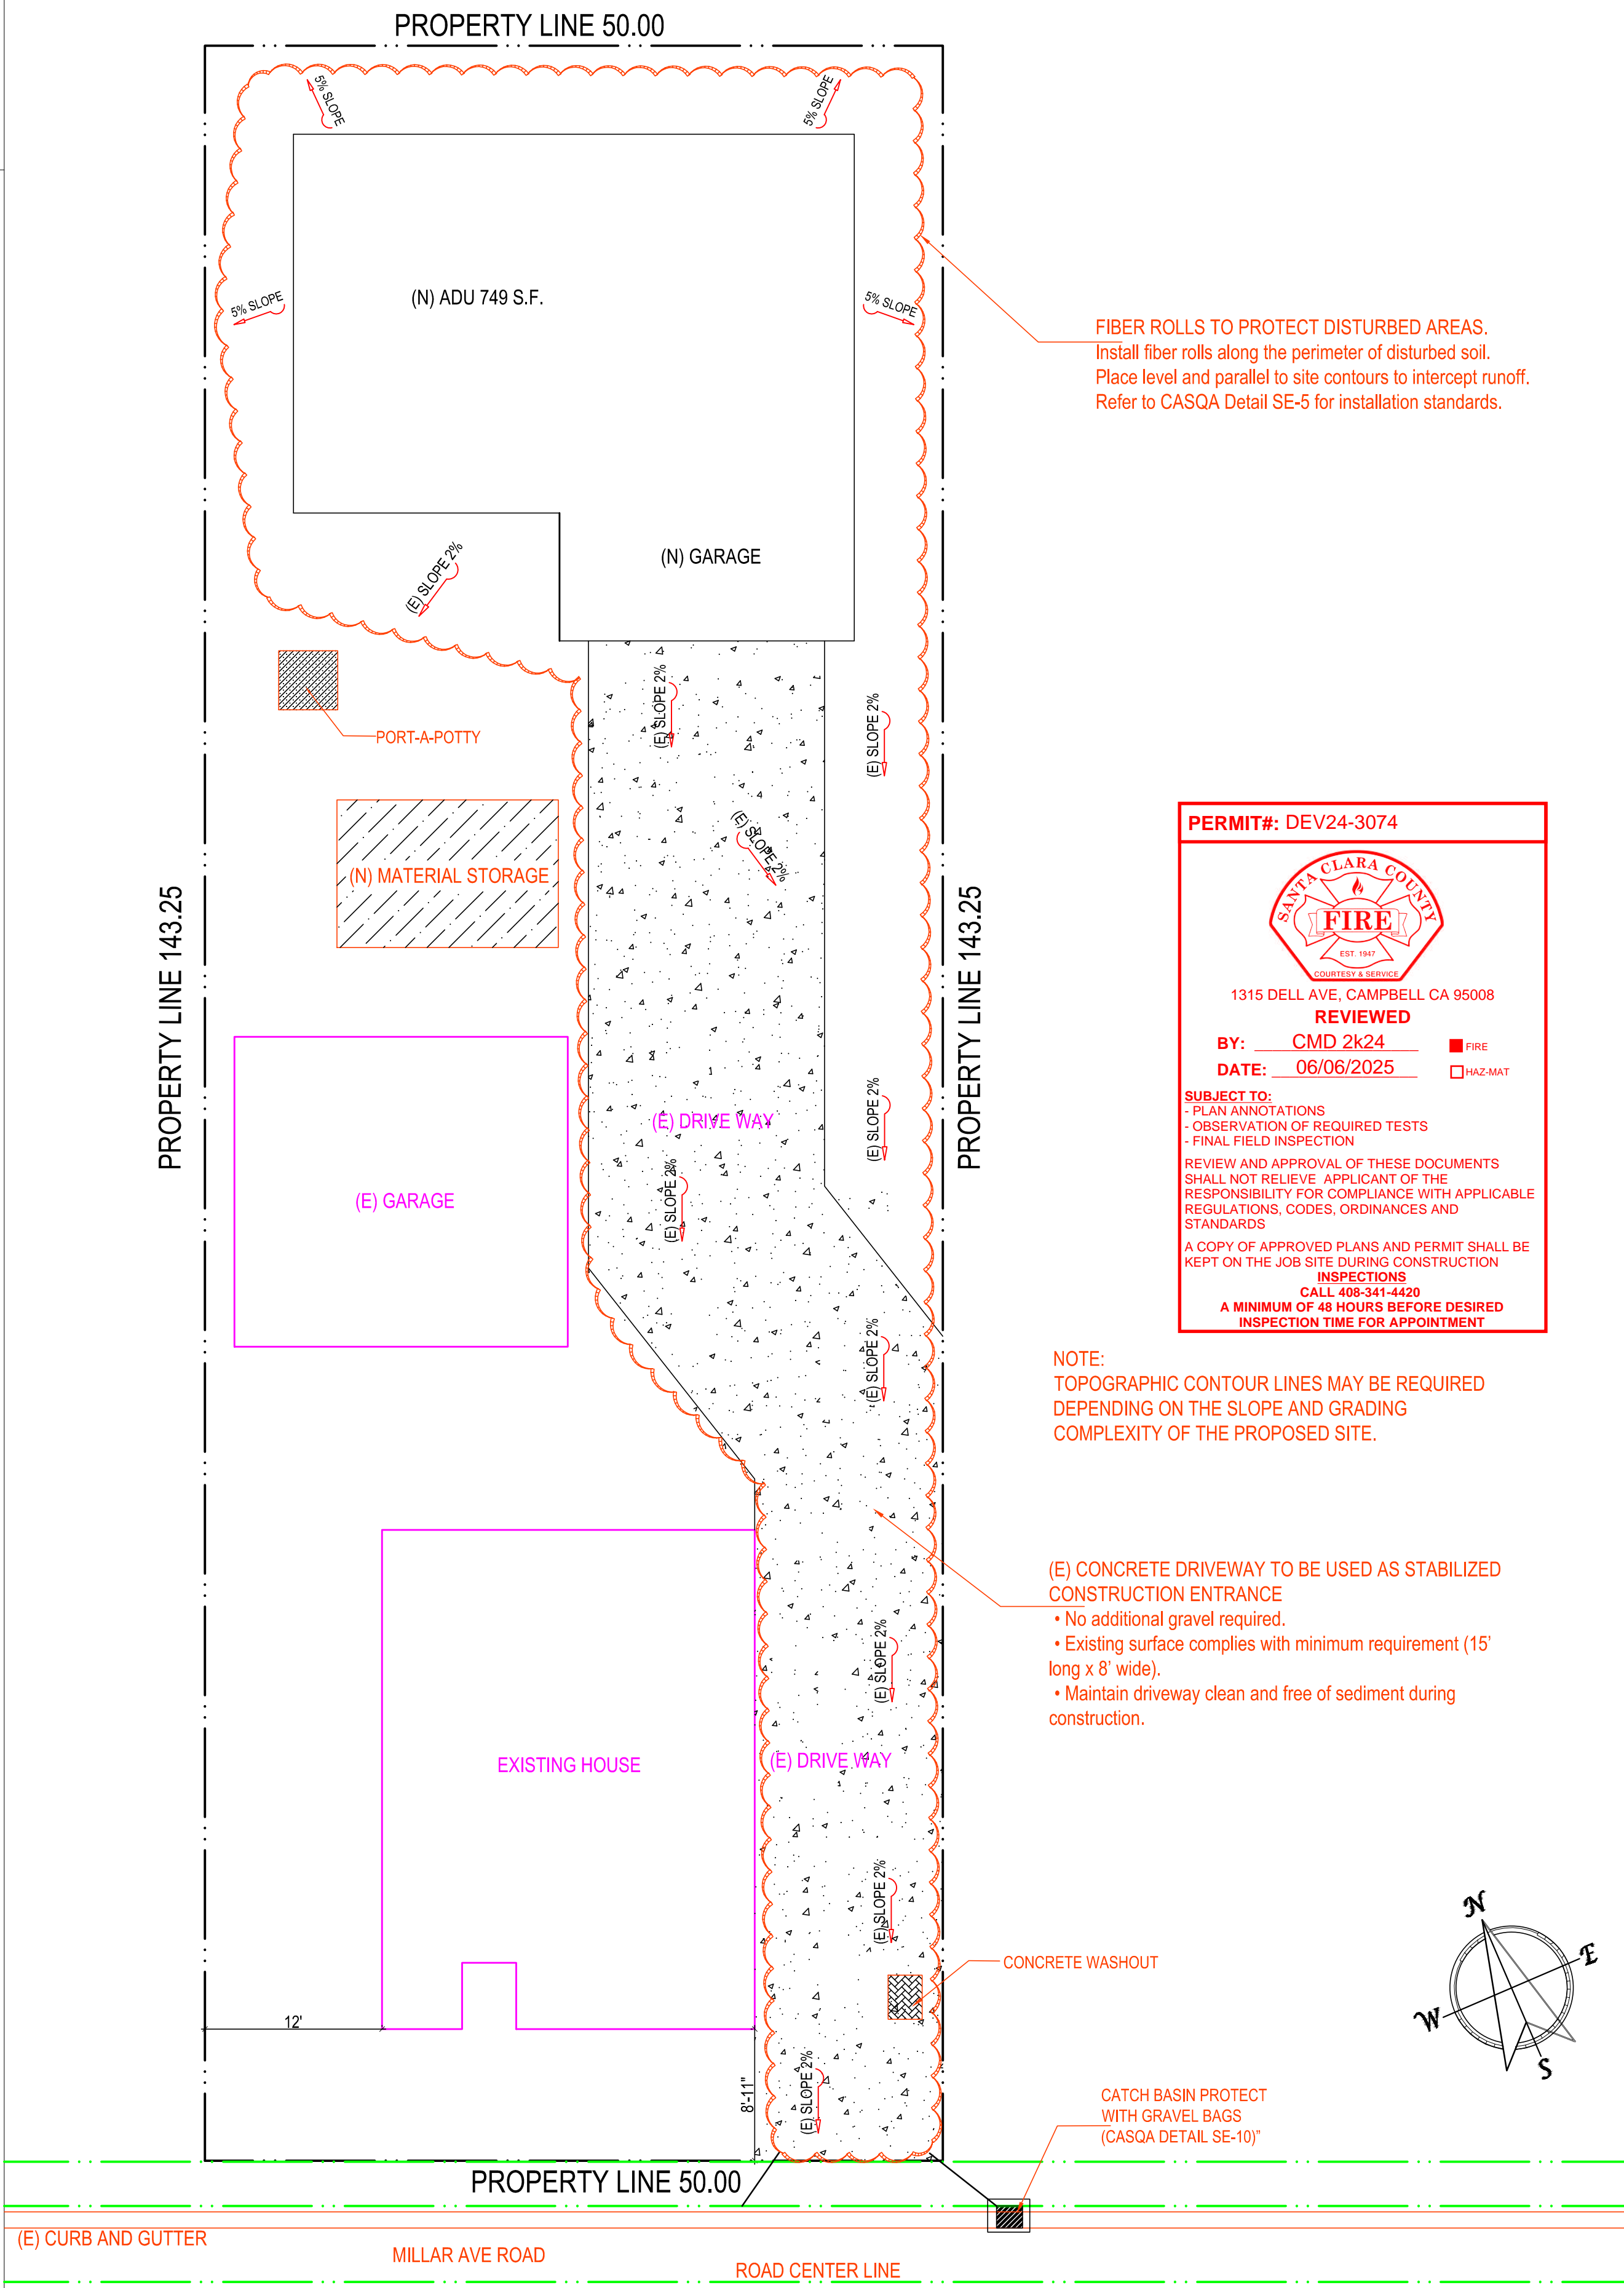 PROPERTY LINE 50.00
5% SLOPE
5% SLOPE
(N) ADU 749 S.F.
5% SLOPE
5% SLOPE
FIBER ROLLS TO PROTECT DISTURBED AREAS.
Install fiber rolls along the perimeter of disturbed soil.
Place level and parallel to site contours to intercept runoff.
Refer to CASQA Detail SE-5 for installation standards.
(N) GARAGE
(E) SLOPE 2%
(E) SLOPE 2%
(E) SLOPE 2%
PORT-A-POTTY
(E) SLOPE 2%
(N) MATERIAL STORAGE
PROPERTY LINE 143.25
PROPERTY LINE 143.25
PERMIT#: DEV24-3074
SANTA CLARA COUNTY
FIRE
EST. 1947
COURTESY & SERVICE
1315 DELL AVE, CAMPBELL CA 95008
REVIEWED
BY: CMD 2k24
FIRE
DATE: 06/06/2025
HAZ-MAT
SUBJECT TO:
- PLAN ANNOTATIONS
- OBSERVATION OF REQUIRED TESTS
- FINAL FIELD INSPECTION
REVIEW AND APPROVAL OF THESE DOCUMENTS
SHALL NOT RELIEVE APPLICANT OF THE
RESPONSIBILITY FOR COMPLIANCE WITH APPLICABLE
REGULATIONS, CODES, ORDINANCES AND
STANDARDS
A COPY OF APPROVED PLANS AND PERMIT SHALL BE
KEPT ON THE JOB SITE DURING CONSTRUCTION
INSPECTIONS
CALL 408-341-4420
A MINIMUM OF 48 HOURS BEFORE DESIRED
INSPECTION TIME FOR APPOINTMENT
(E) DRIVE WAY
(E) SLOPE 2%
(E) GARAGE
(E) SLOPE 2%
(E) SLOPE 2%
NOTE:
TOPOGRAPHIC CONTOUR LINES MAY BE REQUIRED
DEPENDING ON THE SLOPE AND GRADING
COMPLEXITY OF THE PROPOSED SITE.
(E) CONCRETE DRIVEWAY TO BE USED AS STABILIZED
CONSTRUCTION ENTRANCE
• No additional gravel required.
• Existing surface complies with minimum requirement (15'
long x 8' wide).
• Maintain driveway clean and free of sediment during
construction.
(E) SLOPE 2%
EXISTING HOUSE
(E) DRIVE WAY
(E) SLOPE 2%
CONCRETE WASHOUT
N
E
W
S
12'
8'-11"
(E) SLOPE 2%
CATCH BASIN PROTECT
WITH GRAVEL BAGS
(CASQA DETAIL SE-10)"
PROPERTY LINE 50.00
(E) CURB AND GUTTER
MILLAR AVE ROAD
ROAD CENTER LINE